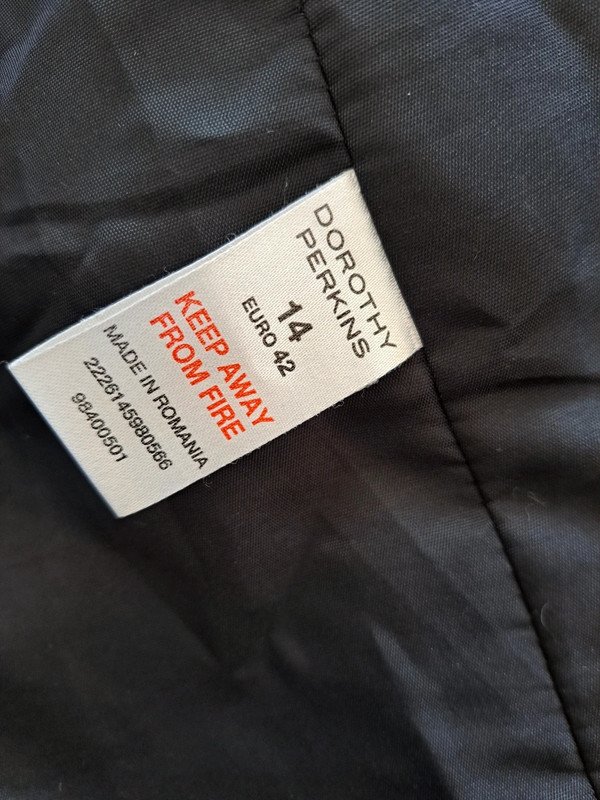 DOROTHY
PERKINS
14
EURO 42
KEEP AWAY
FROM FIRE
MADE IN ROMANIA
2226145980566
98400501